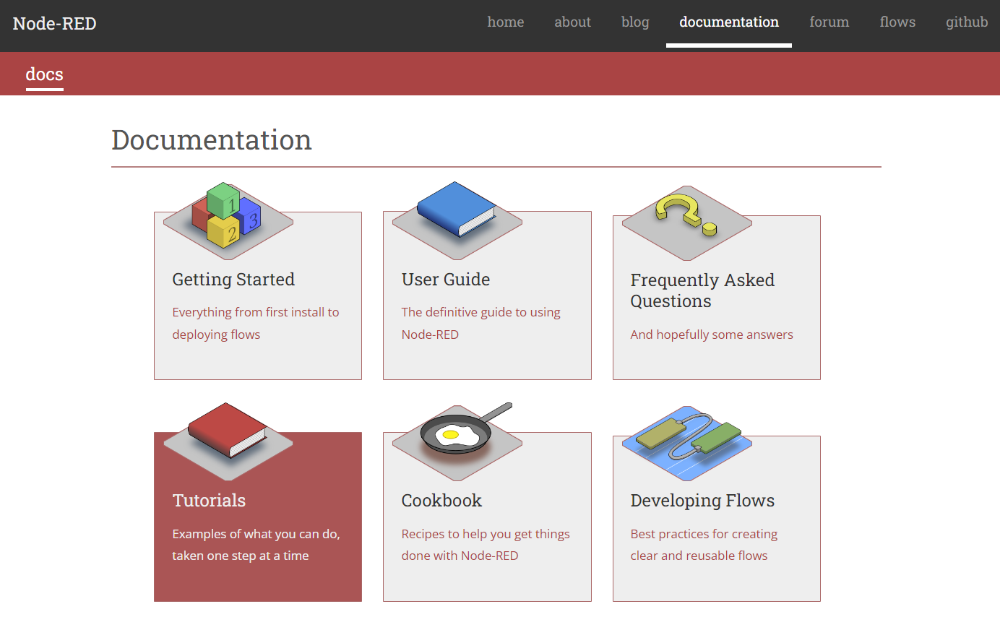 Node-RED
home about blog documentation forum flows github
docs
Documentation
1
2
3
Getting Started
Everything from first install to
deploying flows
User Guide
The definitive guide to using
Node-RED
Frequently Asked
Questions
And hopefully some answers
Tutorials
Examples of what you can do,
taken one step at a time
Cookbook
Recipes to help you get things
done with Node-RED
Developing Flows
Best practices for creating
clear and reusable flows